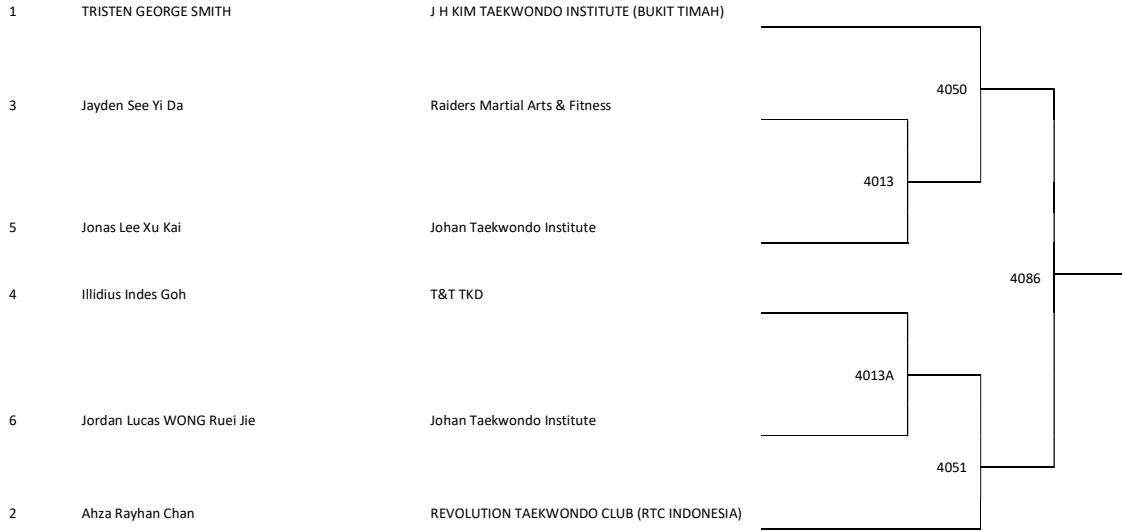 1 TRISTEN GEORGE SMITH J H KIM TAEKWONDO INSTITUTE (BUKIT TIMAH)
4050
3 Jayden See Yi Da Raiders Martial Arts & Fitness
4013
5 Jonas Lee Xu Kai Johan Taekwondo Institute
4086
4 Illidius Indes Goh T&T TKD
4013A
6 Jordan Lucas WONG Ruei Jie Johan Taekwondo Institute
4051
2 Ahza Rayhan Chan REVOLUTION TAEKWONDO CLUB (RTC INDONESIA)